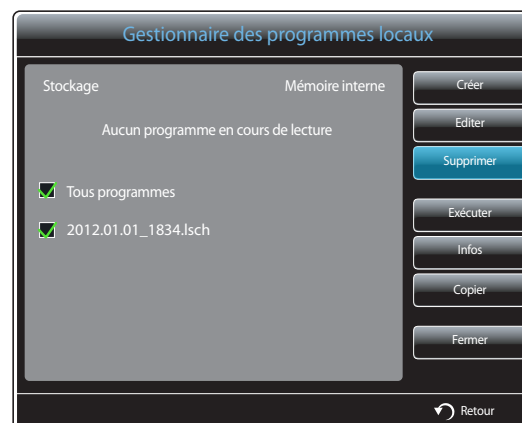 Gestionnaire des programmes locaux
Stockage Mémoire interne
Aucun programme en cours de lecture
Tous programmes
2012.01.01_1834.lsch
Créer
Editer
Supprimer
Exécuter
Infos
Copier
Fermer
Retour